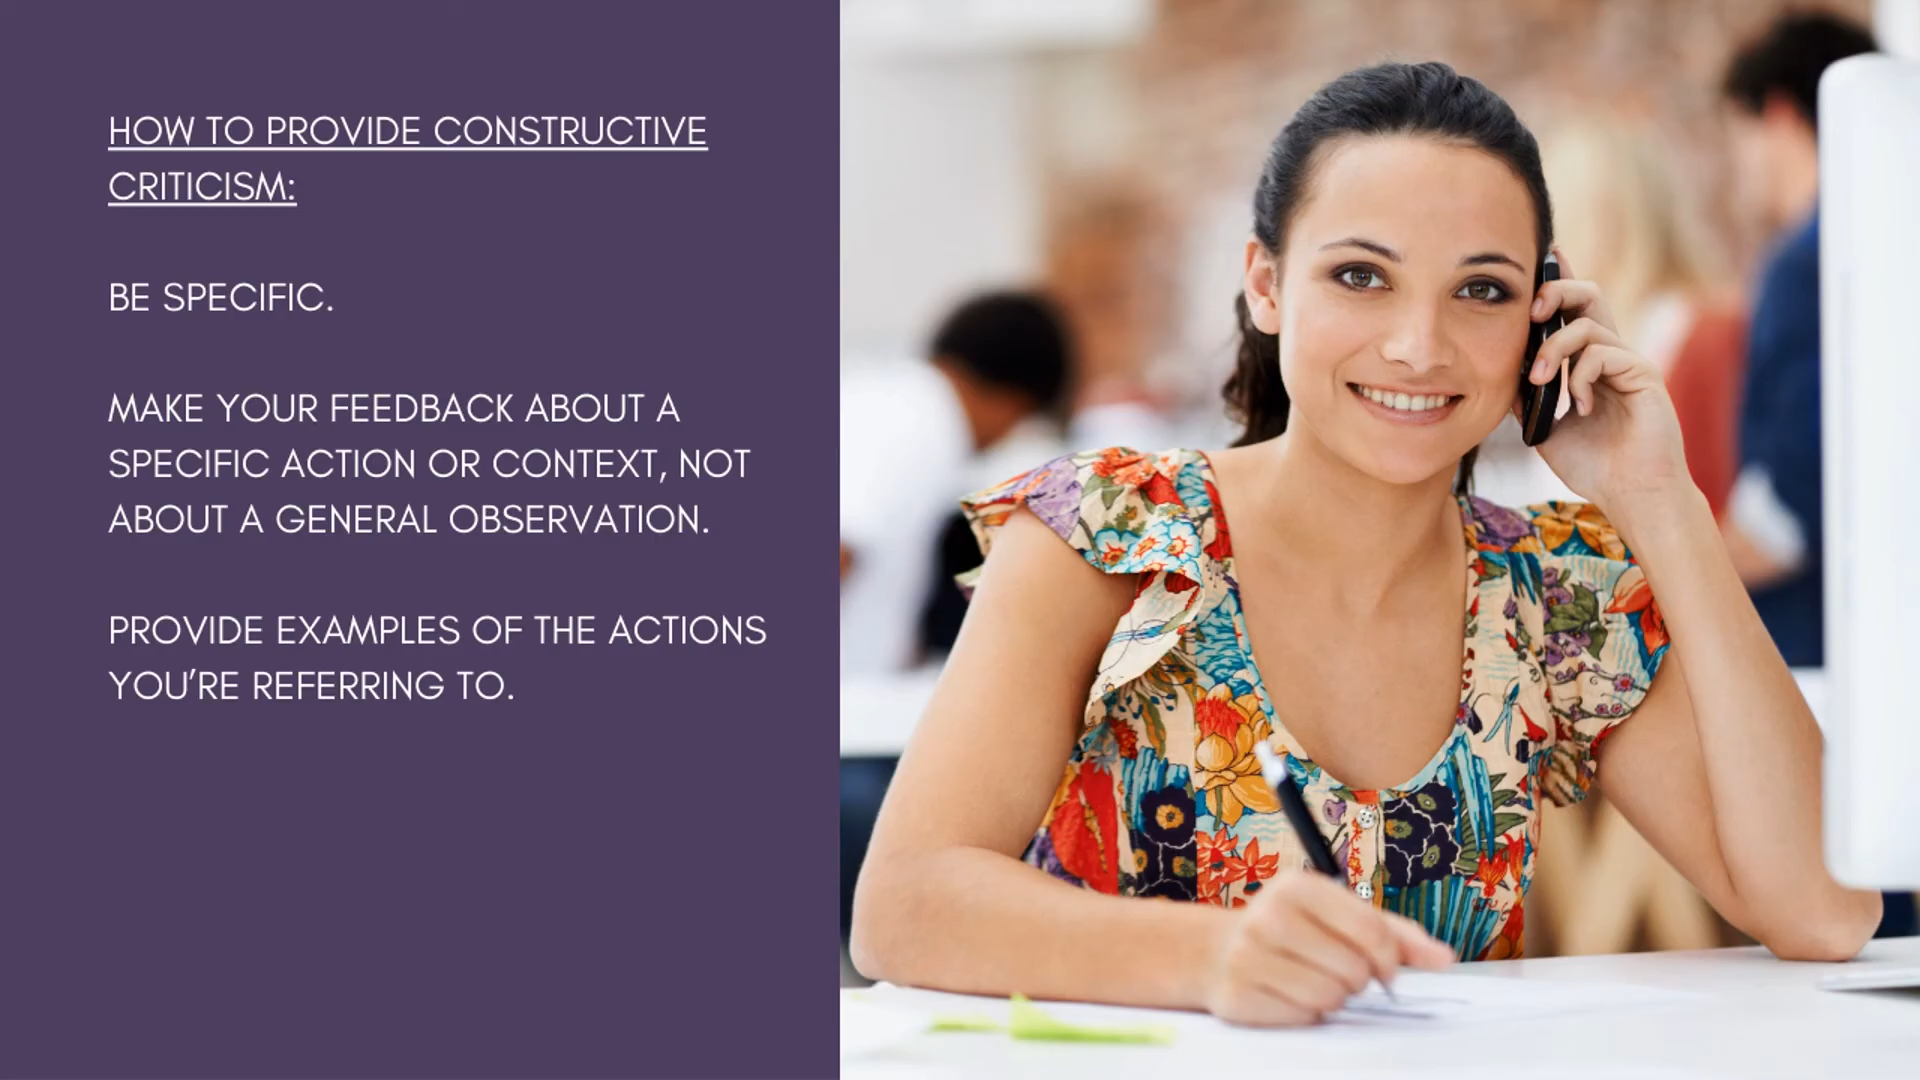 HOW TO PROVIDE CONSTRUCTIVE
CRITICISM:
BE SPECIFIC.
MAKE YOUR FEEDBACK ABOUT A
SPECIFIC ACTION OR CONTEXT, NOT
ABOUT A GENERAL OBSERVATION.
PROVIDE EXAMPLES OF THE ACTIONS
YOU’RE REFERRING TO.